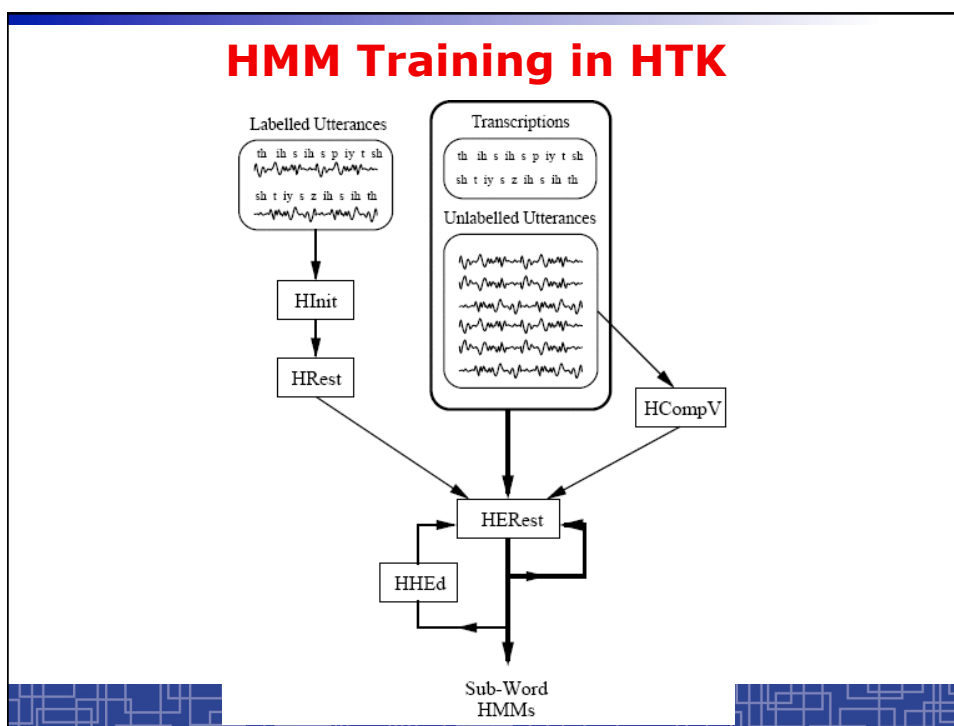 HMM Training in HTK
Labelled Utterances
th ih s ih s p iy t sh
sh t iy s z ih s ih th
HInit
HRest
Transcriptions
th ih s ih s p iy t sh
sh t iy s z ih s ih th
Unlabelled Utterances
HCompV
HERest
HHEd
Sub-Word
HMMs